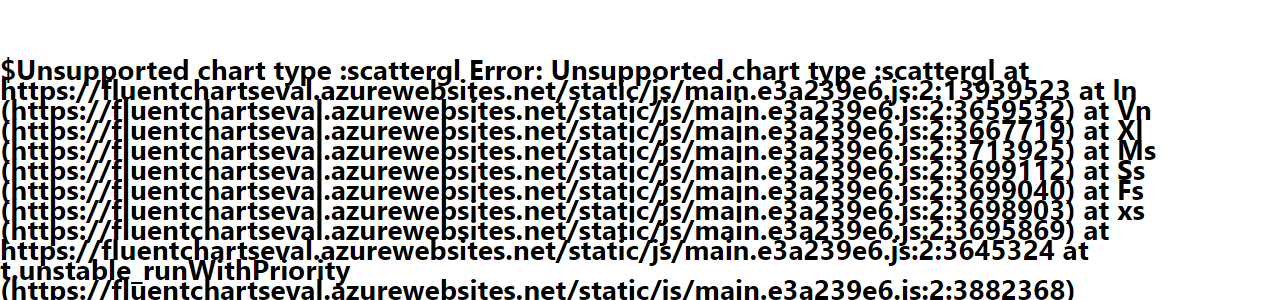 $Unsupported chart type :scattergl Error: Unsupported chart type :scattergl at
https://fluentchartseval.azurewebsites.net/static/js/main.e3a239e6.js:2:13939523 at ln
(https://fluentchartseval.azurewebsites.net/static/js/main.e3a239e6.js:2:3659532) at Vn
(https://fluentchartseval.azurewebsites.net/static/js/main.e3a239e6.js:2:3667719) at Xl
(https://fluentchartseval.azurewebsites.net/static/js/main.e3a239e6.js:2:3713925) at Ms
(https://fluentchartseval.azurewebsites.net/static/js/main.e3a239e6.js:2:3699112) at Ss
(https://fluentchartseval.azurewebsites.net/static/js/main.e3a239e6.js:2:3699040) at Fs
(https://fluentchartseval.azurewebsites.net/static/js/main.e3a239e6.js:2:3698903) at xs
(https://fluentchartseval.azurewebsites.net/static/js/main.e3a239e6.js:2:3695869) at
https://fluentchartseval.azurewebsites.net/static/js/main.e3a239e6.js:2:3645324 at
t.unstable_runWithPriority
(https://fluentchartseval.azurewebsites.net/static/js/main.e3a239e6.js:2:3882368)